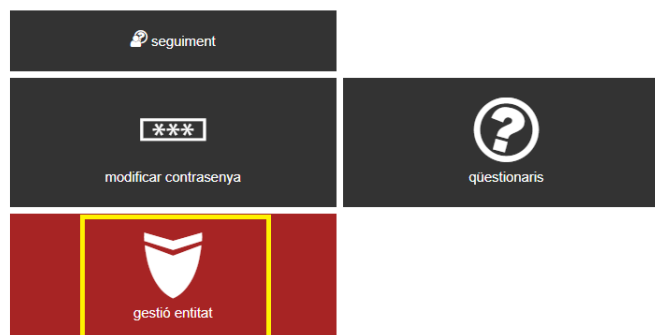 seguiment
***
modificar contrasenya
qüestionaris
gestió entitat